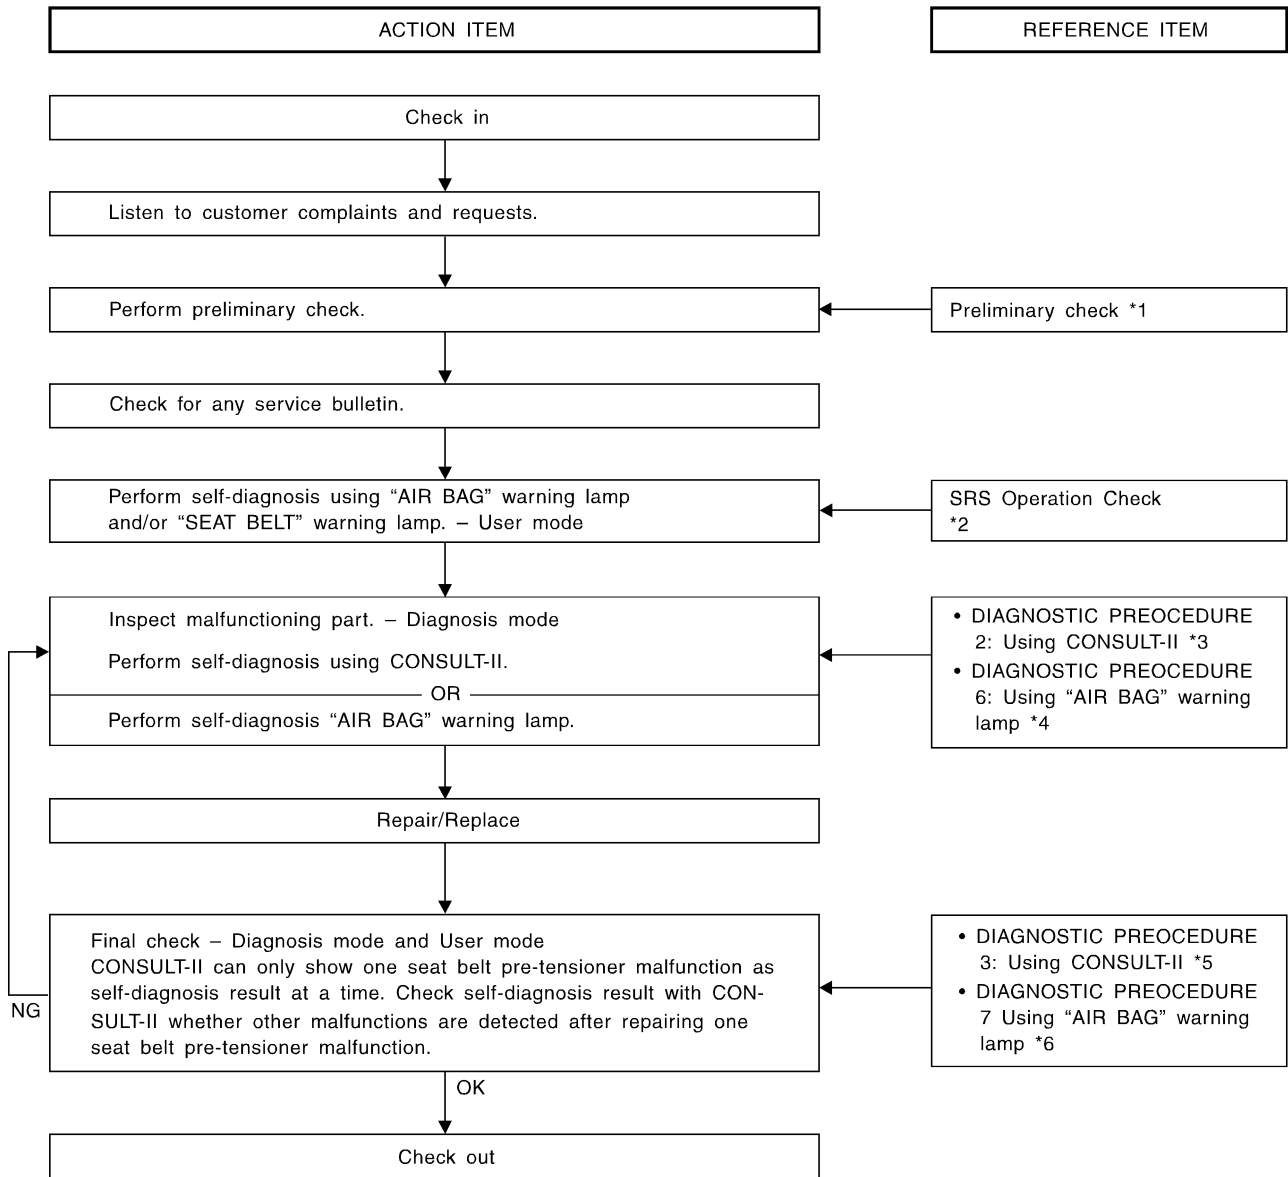 ACTION ITEM
REFERENCE ITEM
Check in
Listen to customer complaints and requests.
Perform preliminary check.
Preliminary check *1
Check for any service bulletin.
Perform self-diagnosis using “AIR BAG” warning lamp
and/or “SEAT BELT” warning lamp. – User mode
SRS Operation Check
*2
Inspect malfunctioning part. – Diagnosis mode
Perform self-diagnosis using CONSULT-II.
OR
Perform self-diagnosis “AIR BAG” warning lamp.
• DIAGNOSTIC PREOCEDURE
2: Using CONSULT-II *3
• DIAGNOSTIC PREOCEDURE
6: Using “AIR BAG” warning
lamp *4
Repair/Replace
Final check – Diagnosis mode and User mode
CONSULT-II can only show one seat belt pre-tensioner malfunction as
self-diagnosis result at a time. Check self-diagnosis result with CON-
SULT-II whether other malfunctions are detected after repairing one
seat belt pre-tensioner malfunction.
• DIAGNOSTIC PREOCEDURE
3: Using CONSULT-II *5
• DIAGNOSTIC PREOCEDURE
7 Using “AIR BAG” warning
lamp *6
NG
OK
Check out